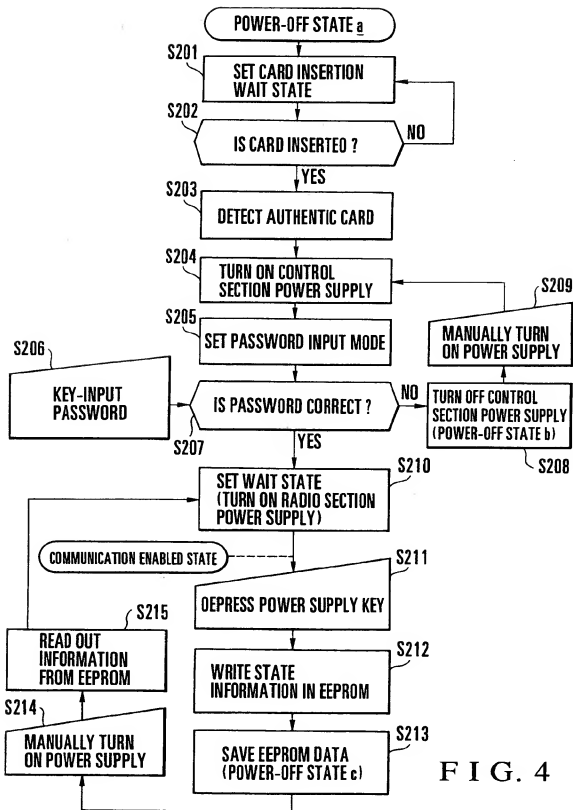 POWER-OFF STATE a
S201
SET CARD INSERTION
WAIT STATE
S202
IS CARD INSERTEO ?
NO
YES
S203
DETECT AUTHENTIC CARD
S204
TURN ON CONTROL
SECTION POWER SUPPLY
S209
MANUALLY TURN
ON POWER SUPPLY
S205
SET PASSWORD INPUT MODE
S206
KEY-INPUT
PASSWORD
IS PASSWORD CORRECT ?
NO
S207
YES
TURN OFF CONTROL
SECTION POWER SUPPLY
(POWER-OFF STATE b)
S208
S210
SET WAIT STATE
(TURN ON RADIO SECTION
POWER SUPPLY)
COMMUNICATION ENABLED STATE
S211
OEPRESS POWER SUPPLY KEY
S215
READ OUT
INFORMATION
FROM EEPROM
S212
WRITE STATE
INFORMATION IN EEPROM
S214
MANUALLY TURN
ON POWER SUPPLY
S213
SAVE EEPROM DATA
(POWER-OFF STATE c)
FIG. 4